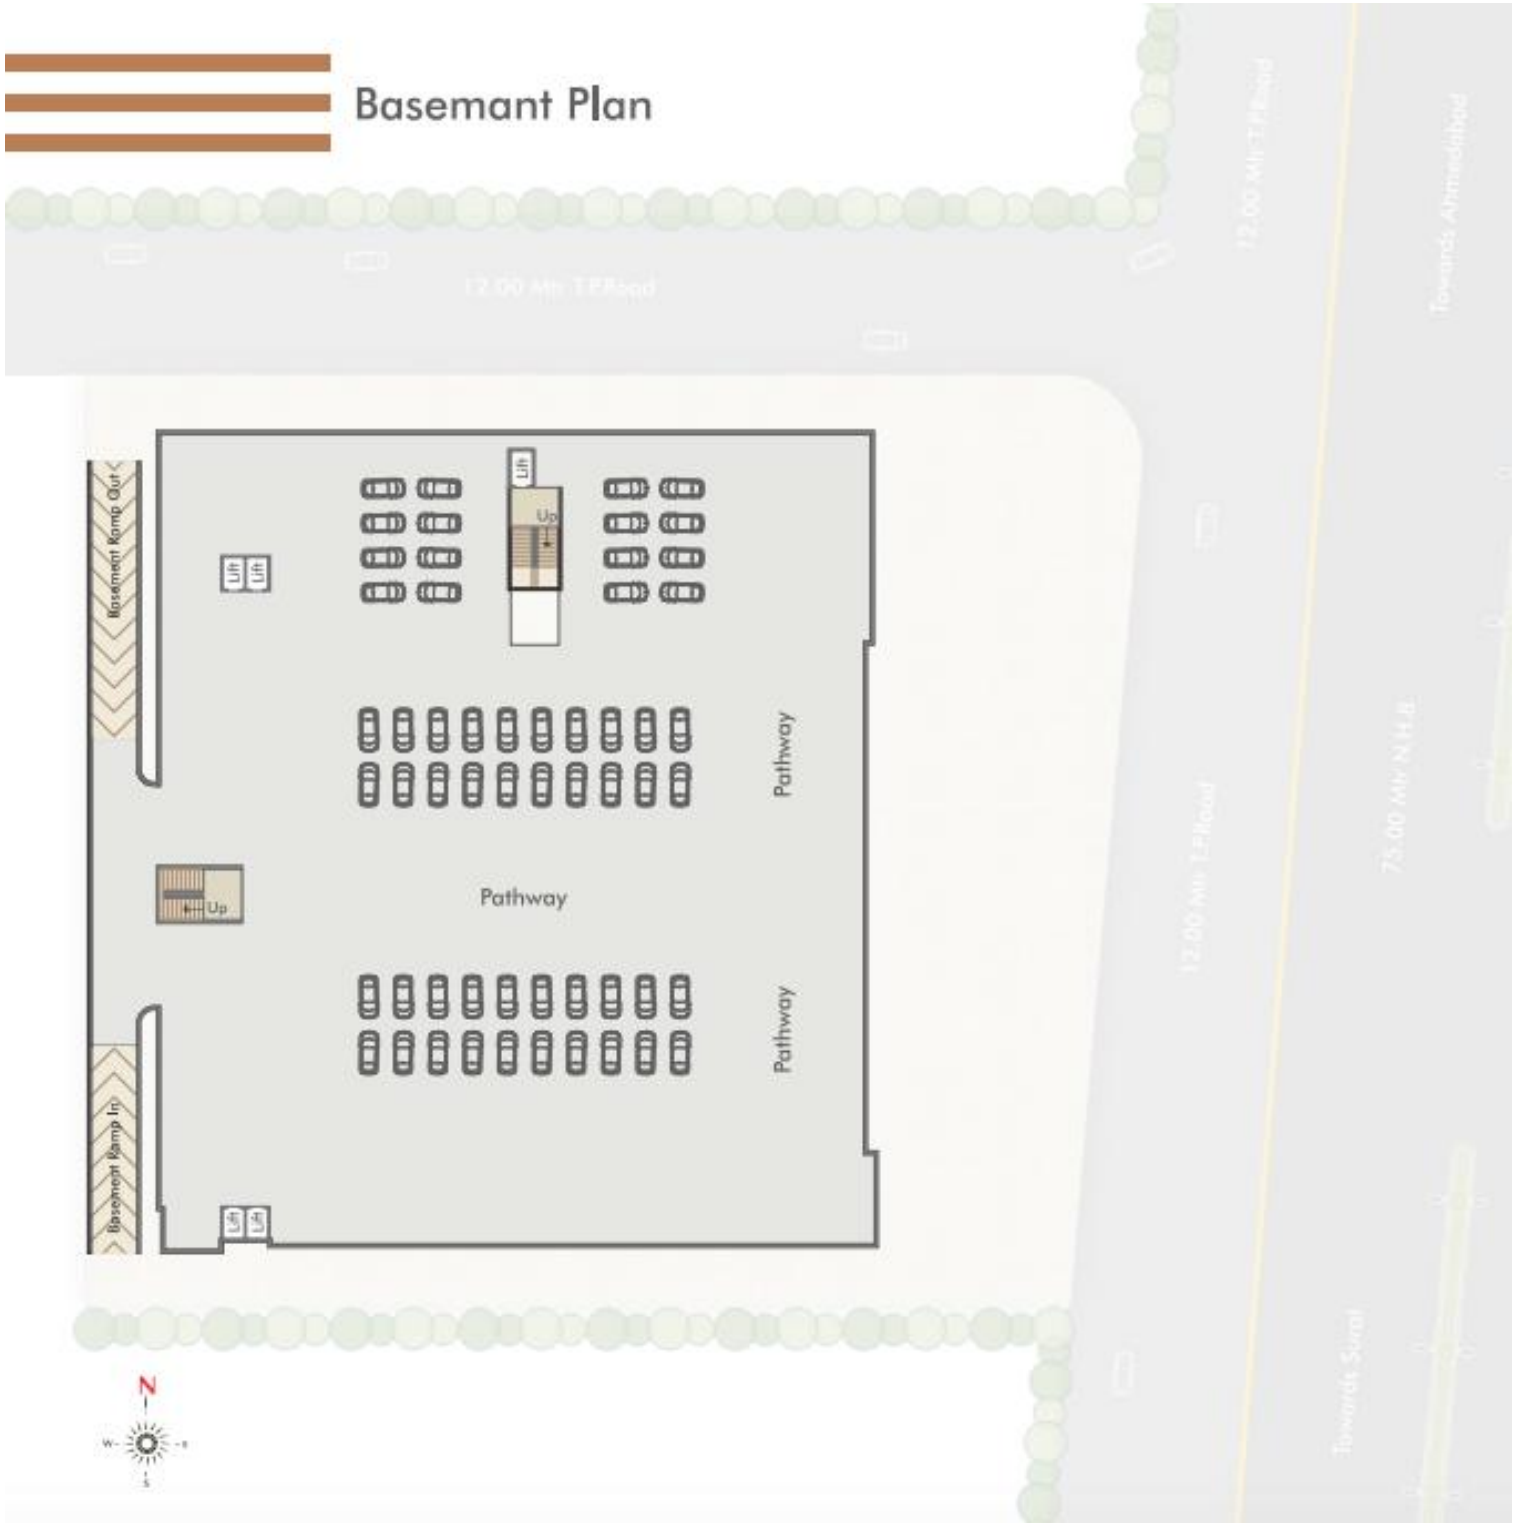 Basemant Plan
12.00 Mtr T.P.Road
Towards Ahmedabad
12.00 Mtr T.P.Road
Lift
Basement Ramp Out
Up
Lift
Lift
Pathway
75.00 Mtr N.H.8.
12.00 Mtr T.P.Road
Pathway
Up
Pathway
Basement Ramp In
Lift
Lift
Towards Surat
N
W
E
S